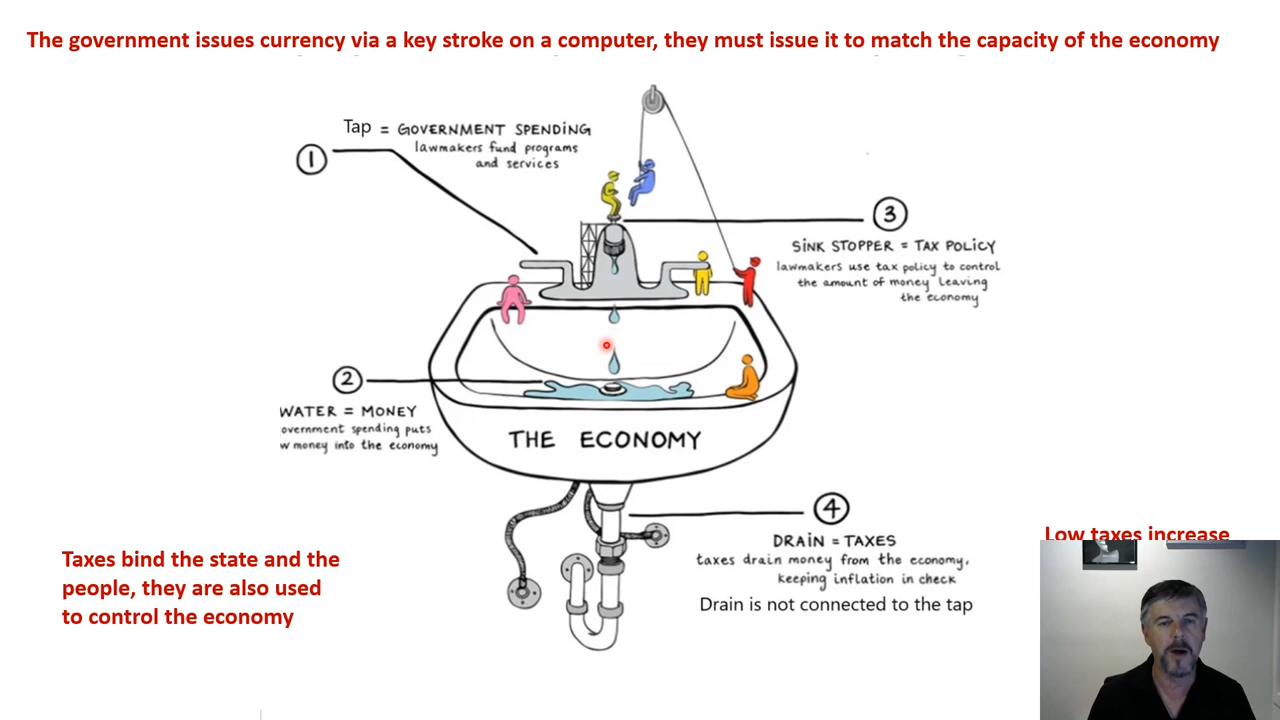 The government issues currency via a key stroke on a computer, they must issue it to match the capacity of the economy
Tap = GOVERNMENT SPENDING
lawmakers fund programs
and services
1
3
SINK STOPPER = TAX POLICY
lawmakers use tax policy to control
the amount of money leaving
the economy
2
WATER = MONEY
overnment spending puts
w money into the economy
THE ECONOMY
4
DRAIN = TAXES
taxes drain money from the economy,
keeping inflation in check
Drain is not connected to the tap
Taxes bind the state and the
people, they are also used
to control the economy
Low taxes increase